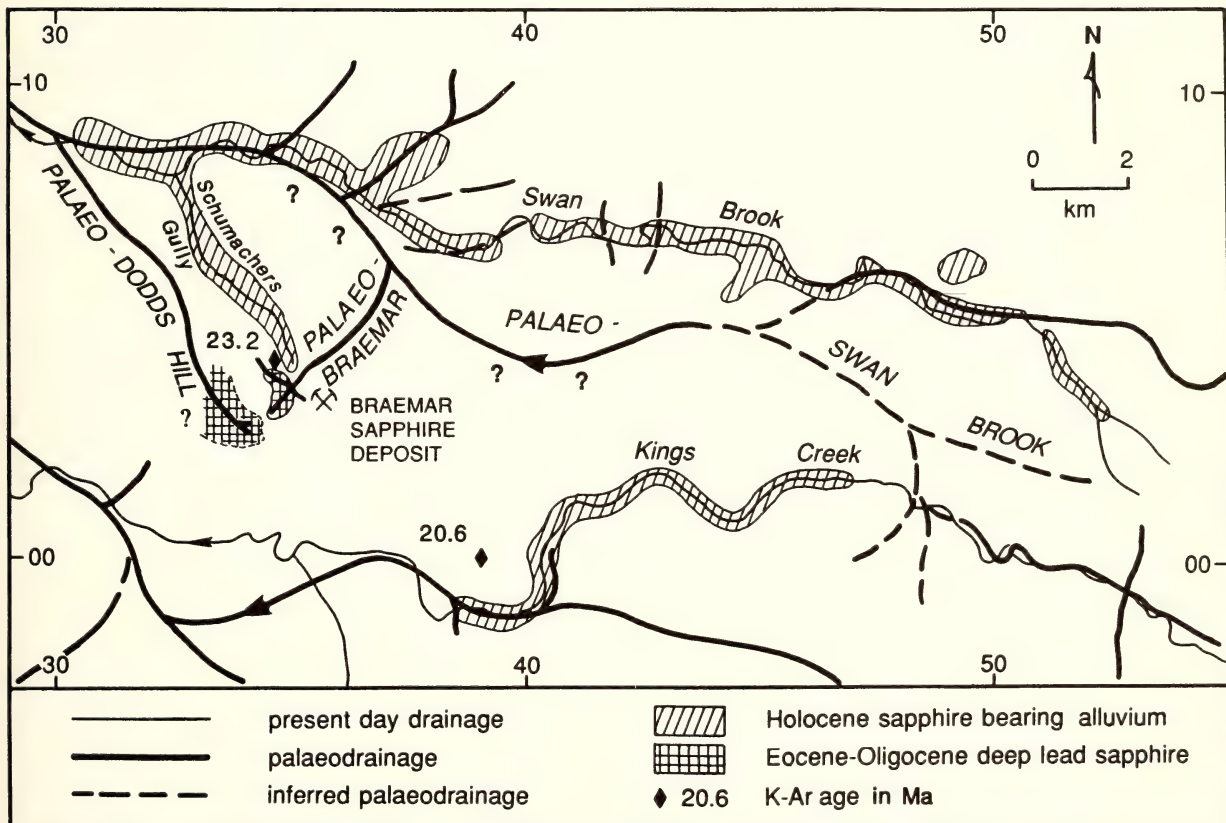 30 40 50
N
10 10
0 2
km
Swan Brook
Schumachers
Gully
PALAEO - DODDS HILL
?
?
PALAEO - BRAEMAR
PALAEO - SWAN BROOK
23.2
? ?
?
BRAEMAR
SAPPHIRE
DEPOSIT
Kings Creek
20.6
00 00
30 40 50
present day drainage
palaeodrainage
inferred palaeodrainage
Holocene sapphire bearing alluvium
Eocene-Oligocene deep lead sapphire
20.6 K-Ar age in Ma